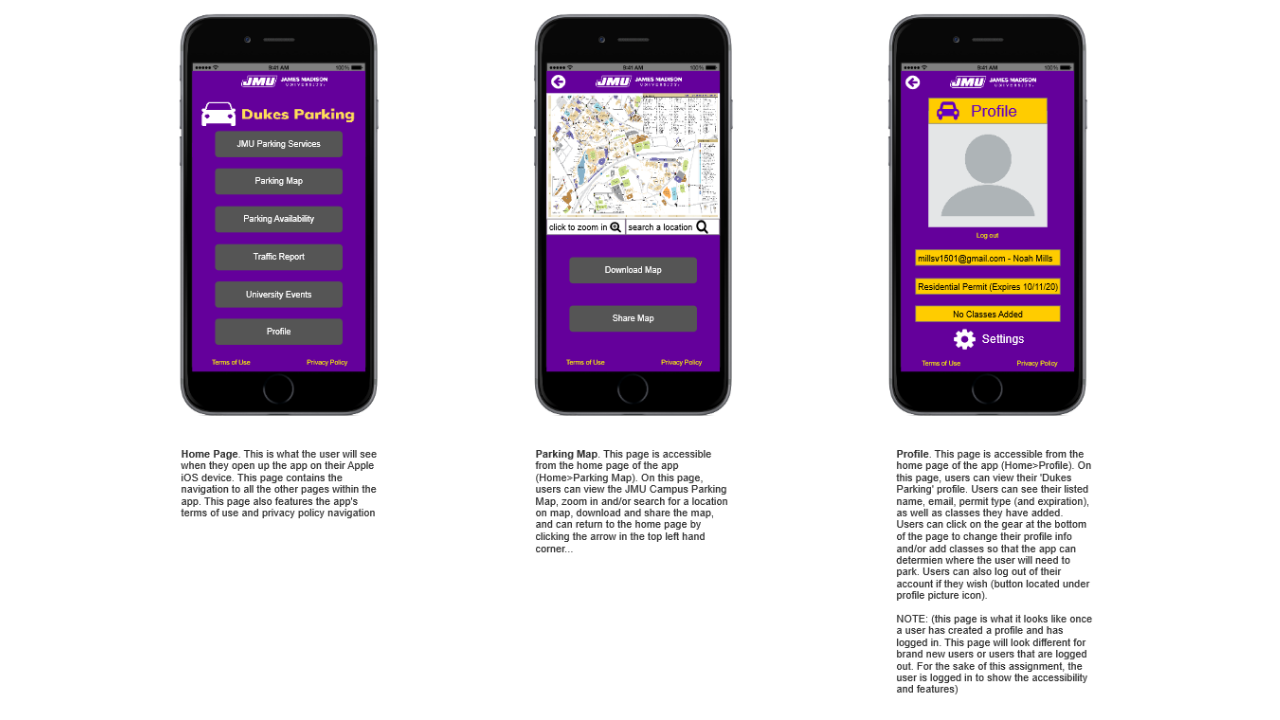 9:41 AM 100%
JMU JAMES MADISON
UNIVERSITY.
Dukes Parking
JMU Parking Services
Parking Map
Parking Availability
Traffic Report
University Events
Profile
Terms of Use Privacy Policy
Home Page. This is what the user will see
when they open up the app on their Apple
iOS device. This page contains the
navigation to all the other pages within the
app. This page also features the app's
terms of use and privacy policy navigation
9:41 AM 100%
JMU JAMES MADISON
UNIVERSITY.
click to zoom in search a location
Download Map
Share Map
Terms of Use Privacy Policy
Parking Map. This page is accessible
from the home page of the app
(Home>Parking Map). On this page,
users can view the JMU Campus Parking
Map, zoom in and/or search for a location
on map, download and share the map,
and can return to the home page by
clicking the arrow in the top left hand
corner...
9:41 AM 100%
JMU JAMES MADISON
UNIVERSITY.
Profile
Log out
millsv1501@gmail.com - Noah Mills
Residential Permit (Expires 10/11/20)
No Classes Added
Settings
Terms of Use Privacy Policy
Profile. This page is accessible from the
home page of the app (Home>Profile). On
this page, users can view their 'Dukes
Parking' profile. Users can see their listed
name, email, permit type (and expiration),
as well as classes they have added.
Users can click on the gear at the bottom
of the page to change their profile info
and/or add classes so that the app can
determien where the user will need to
park. Users can also log out of their
account if they wish (button located under
profile picture icon).
NOTE: (this page is what it looks like once
a user has created a profile and has
logged in. This page will look different for
brand new users or users that are logged
out. For the sake of this assignment, the
user is logged in to show the accessibility
and features)